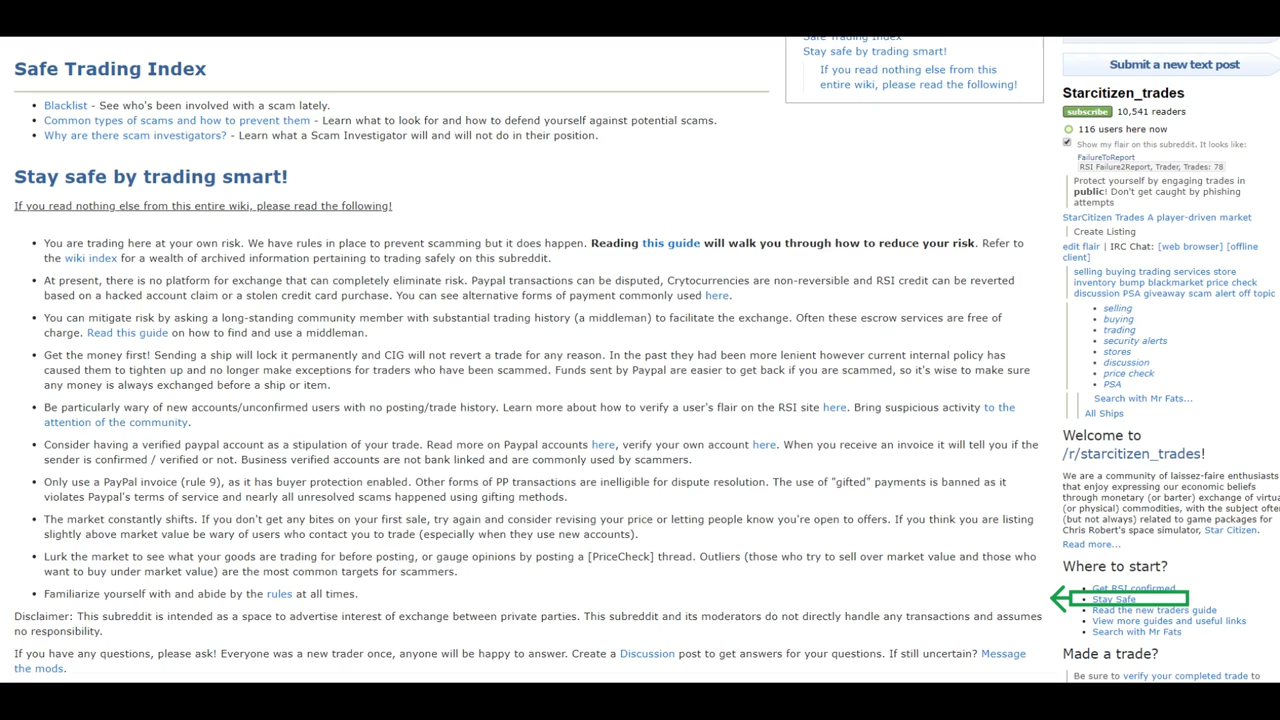 Safe Trading Index
Stay safe by trading smart!
If you read nothing else from this
entire wiki, please read the following!
Safe Trading Index
Blacklist - See who's been involved with a scam lately.
Common types of scams and how to prevent them - Learn what to look for and how to defend yourself against potential scams.
Why are there scam investigators? - Learn what a Scam Investigator will and will not do in their position.
Stay safe by trading smart!
If you read nothing else from this entire wiki, please read the following!
You are trading here at your own risk. We have rules in place to prevent scamming but it does happen. Reading this guide will walk you through how to reduce your risk. Refer to
the wiki index for a wealth of archived information pertaining to trading safely on this subreddit.
At present, there is no platform for exchange that can completely eliminate risk. Paypal transactions can be disputed, Crytocurrencies are non-reversible and RSI credit can be reverted
based on a hacked account claim or a stolen credit card purchase. You can see alternative forms of payment commonly used here.
You can mitigate risk by asking a long-standing community member with substantial trading history (a middleman) to facilitate the exchange. Often these escrow services are free of
charge. Read this guide on how to find and use a middleman.
Get the money first! Sending a ship will lock it permanently and CIG will not revert a trade for any reason. In the past they had been more lenient however current internal policy has
caused them to tighten up and no longer make exceptions for traders who have been scammed. Funds sent by Paypal are easier to get back if you are scammed, so it's wise to make sure
any money is always exchanged before a ship or item.
Be particularly wary of new accounts/unconfirmed users with no posting/trade history. Learn more about how to verify a user's flair on the RSI site here. Bring suspicious activity to the
attention of the community.
Consider having a verified paypal account as a stipulation of your trade. Read more on Paypal accounts here, verify your own account here. When you receive an invoice it will tell you if the
sender is confirmed / verified or not. Business verified accounts are not bank linked and are commonly used by scammers.
Only use a PayPal invoice (rule 9), as it has buyer protection enabled. Other forms of PP transactions are inelligible for dispute resolution. The use of "gifted" payments is banned as it
violates Paypal's terms of service and nearly all unresolved scams happened using gifting methods.
The market constantly shifts. If you don't get any bites on your first sale, try again and consider revising your price or letting people know you're open to offers. If you think you are listing
slightly above market value be wary of users who contact you to trade (especially when they use new accounts).
Lurk the market to see what your goods are trading for before posting, or gauge opinions by posting a [PriceCheck] thread. Outliers (those who try to sell over market value and those who
want to buy under market value) are the most common targets for scammers.
Familiarize yourself with and abide by the rules at all times.
Disclaimer: This subreddit is intended as a space to advertise interest of exchange between private parties. This subreddit and its moderators do not directly handle any transactions and assumes
no responsibility.
If you have any questions, please ask! Everyone was a new trader once, anyone will be happy to answer. Create a Discussion post to get answers for your questions. If still uncertain? Message
the mods.
Submit a new text post
Starcitizen_trades
subscribe 10,541 readers
116 users here now
Show my flair on this subreddit. It looks like:
FailureToReport
RSI Failure2Report, Trader, Trades: 78
Protect yourself by engaging trades in
public! Don't get caught by phishing
attempts
StarCitizen Trades A player-driven market
Create Listing
edit flair | IRC Chat: [web browser] [offline
client]
selling buying trading services store
inventory bump blackmarket price check
discussion PSA giveaway scam alert off topic
selling
buying
trading
security alerts
stores
discussion
price check
PSA
Search with Mr Fats...
All Ships
Welcome to
/r/starcitizen_trades!
We are a community of laissez-faire enthusiasts
that enjoy expressing our economic beliefs
through monetary (or barter) exchange of virtua
(or physical) commodities, with the subject ofte
(but not always) related to game packages for
Chris Robert's space simulator, Star Citizen.
Read more...
Where to start?
Get RSI confirmed
Stay Safe
Read the new traders guide
View more guides and useful links
Search with Mr Fats
Made a trade?
Be sure to verify your completed trade to